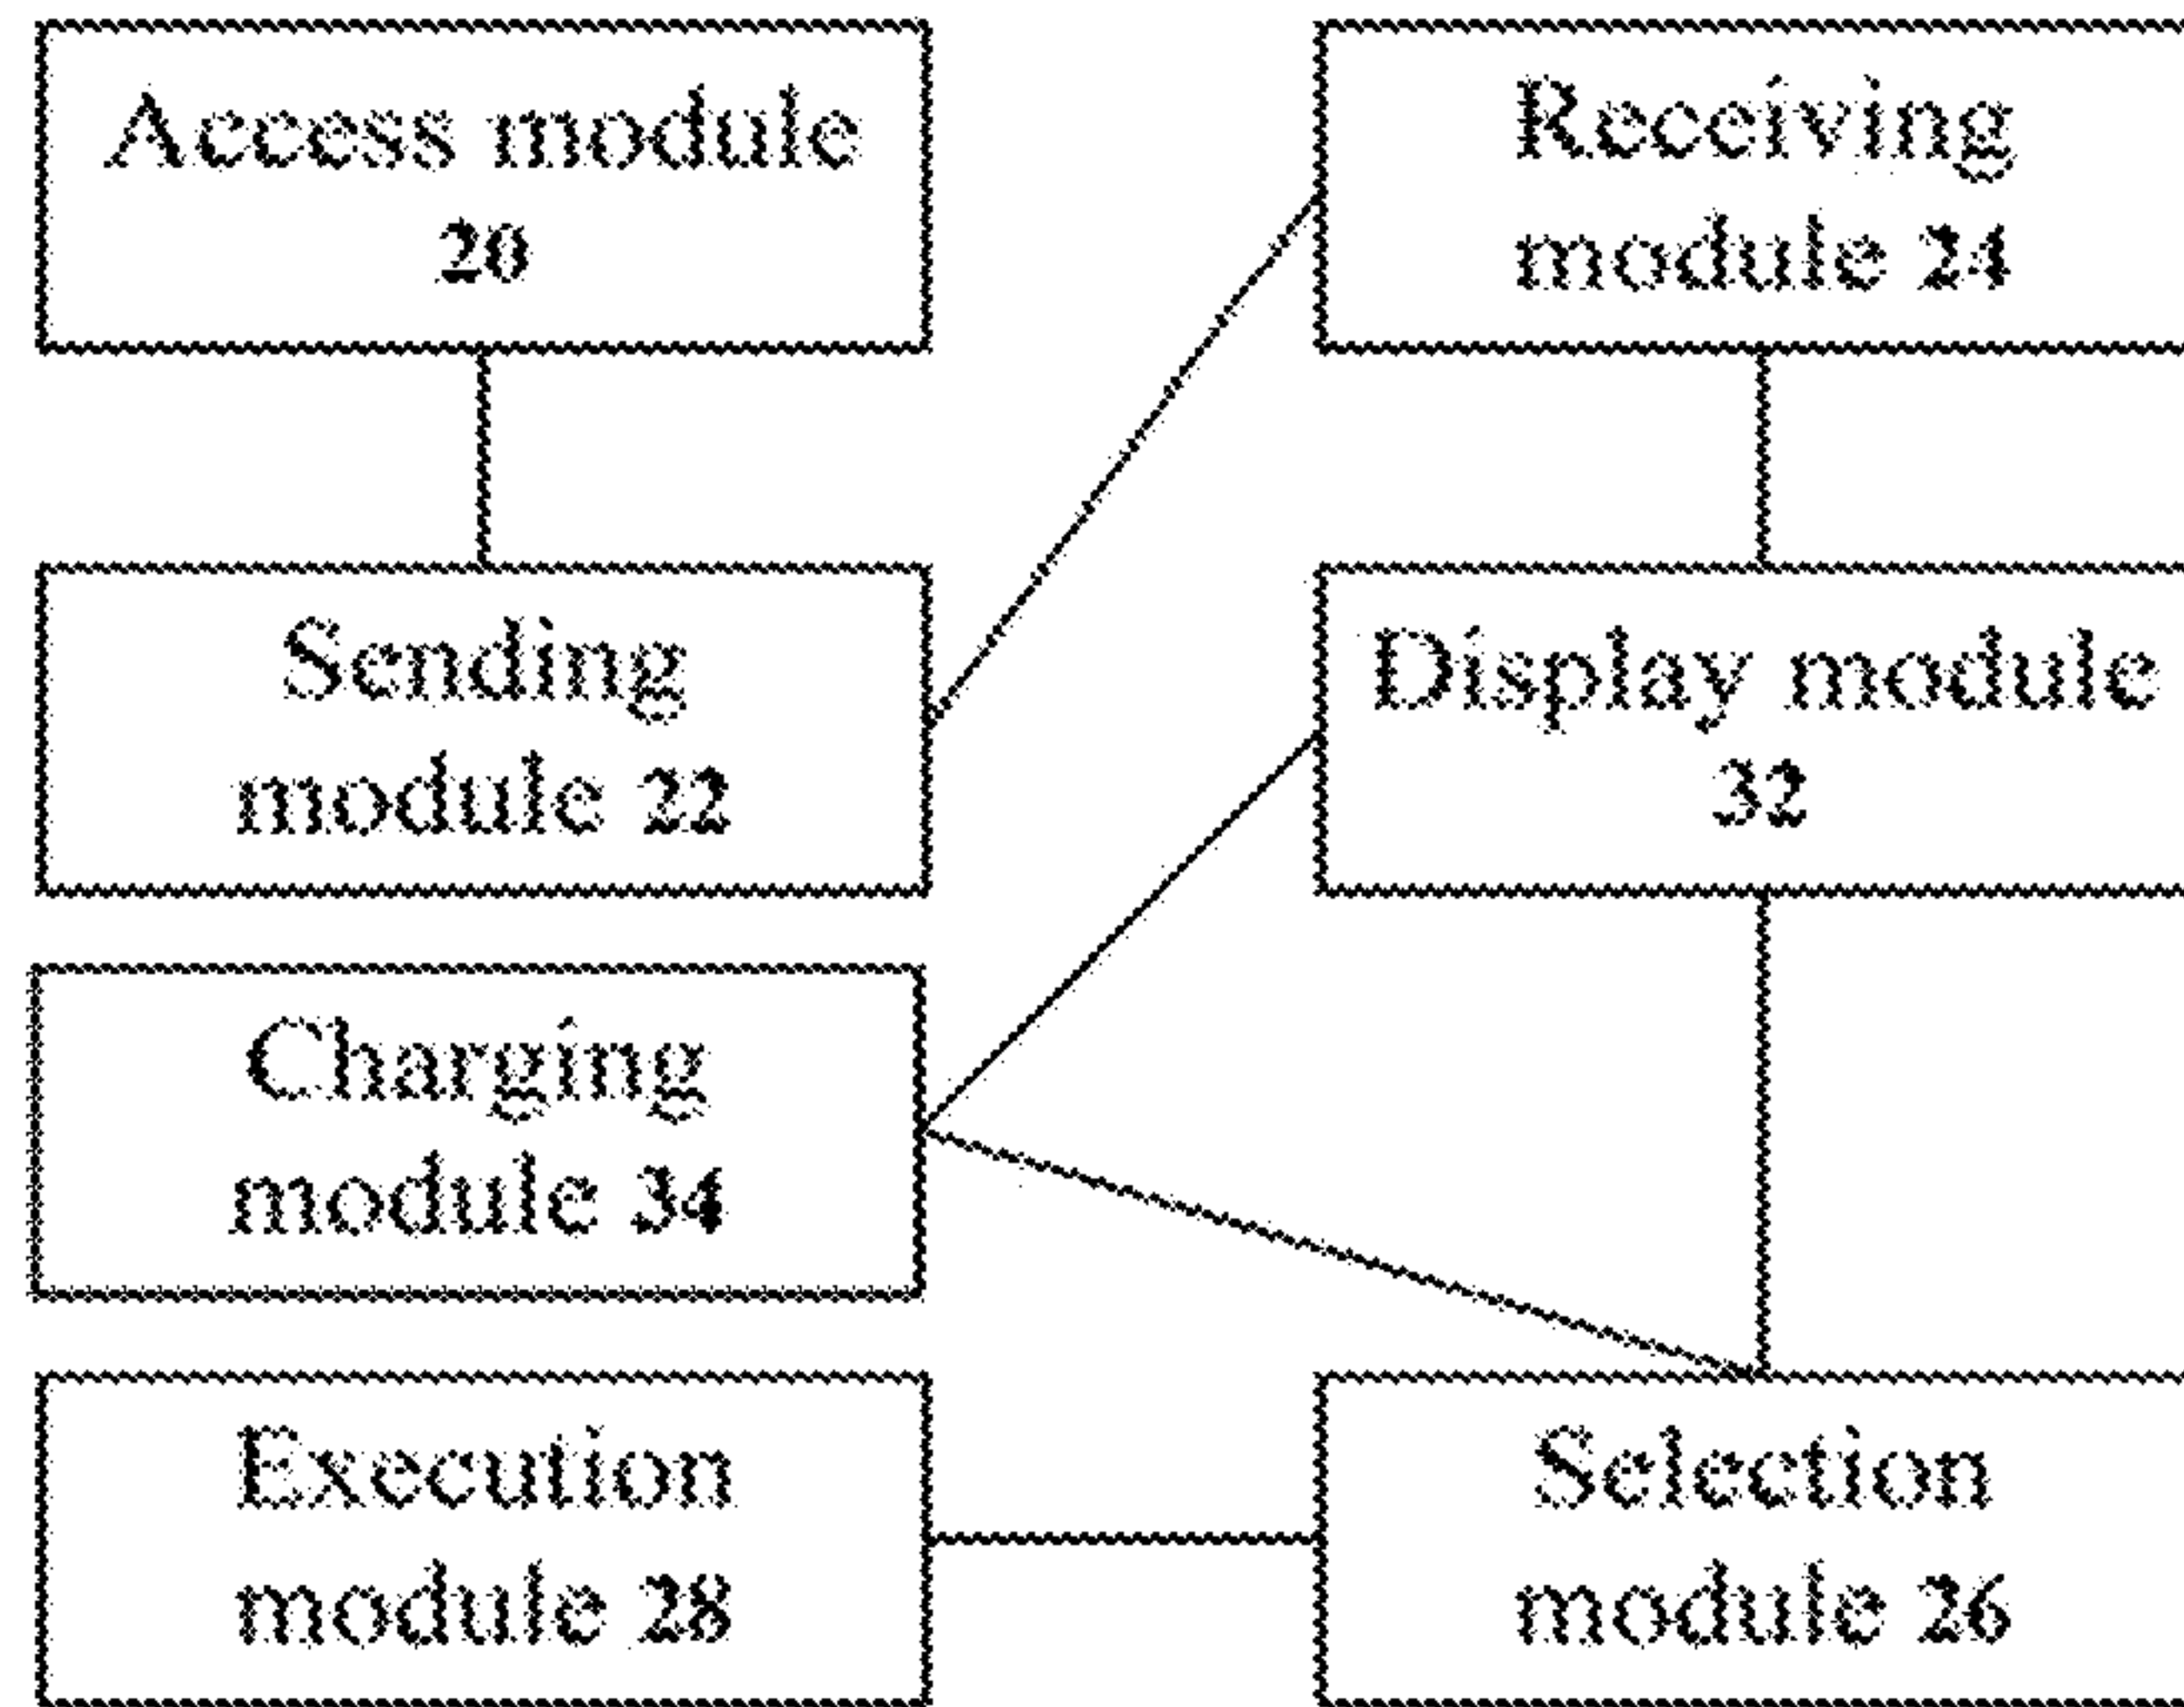 Access module
20
Receiving
module 24
Sending
module 22
Display module
32
Charging
module 34
Execution
module 28
Selection
module 26